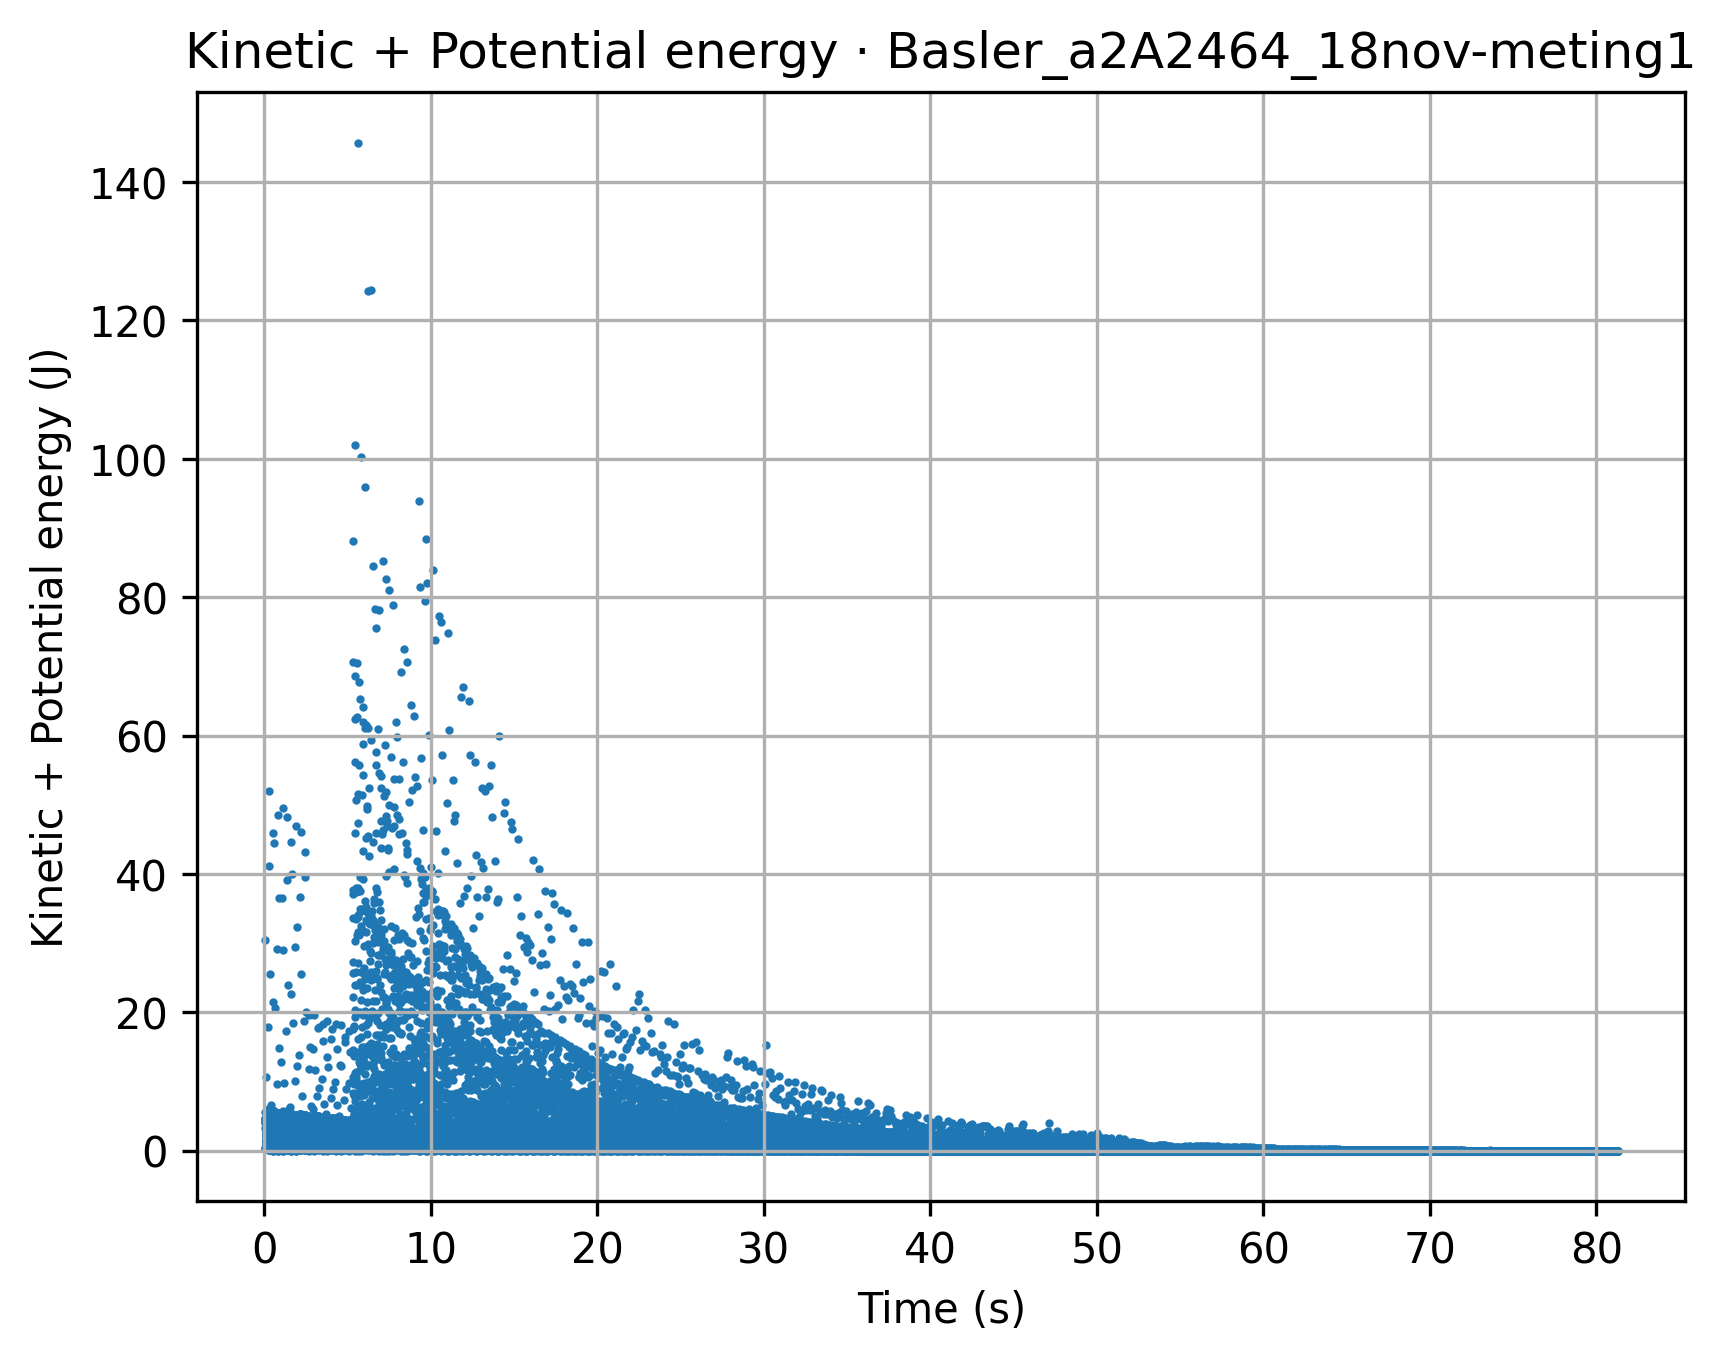 Kinetic + Potential energy · Basler_a2A2464_18nov-meting1
Kinetic + Potential energy (J)
140
120
100
80
60
40
20
0
0 10 20 30 40 50 60 70 80
Time (s)